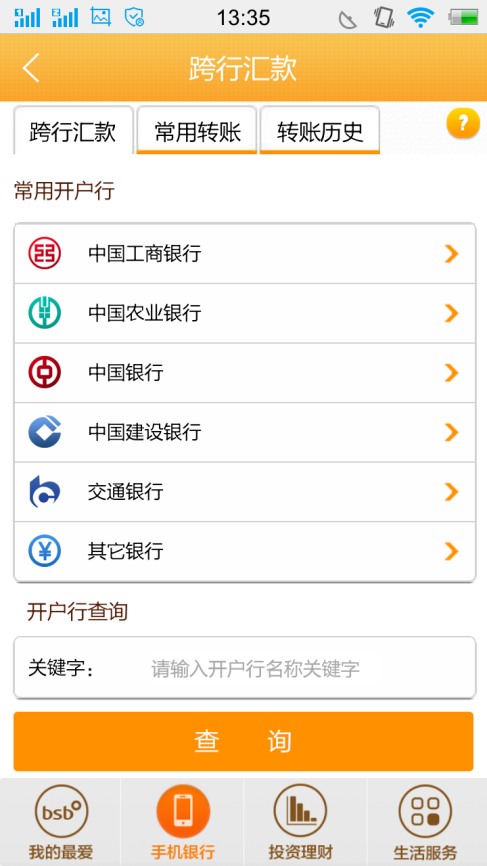 13:35
跨行汇款
跨行汇款 常用转账 转账历史 ?
常用开户行
中国工商银行
中国农业银行
中国银行
中国建设银行
交通银行
其它银行
开户行查询
关键字: 请输入开户行名称关键字
查 询
bsb
我的最爱 手机银行 投资理财 生活服务